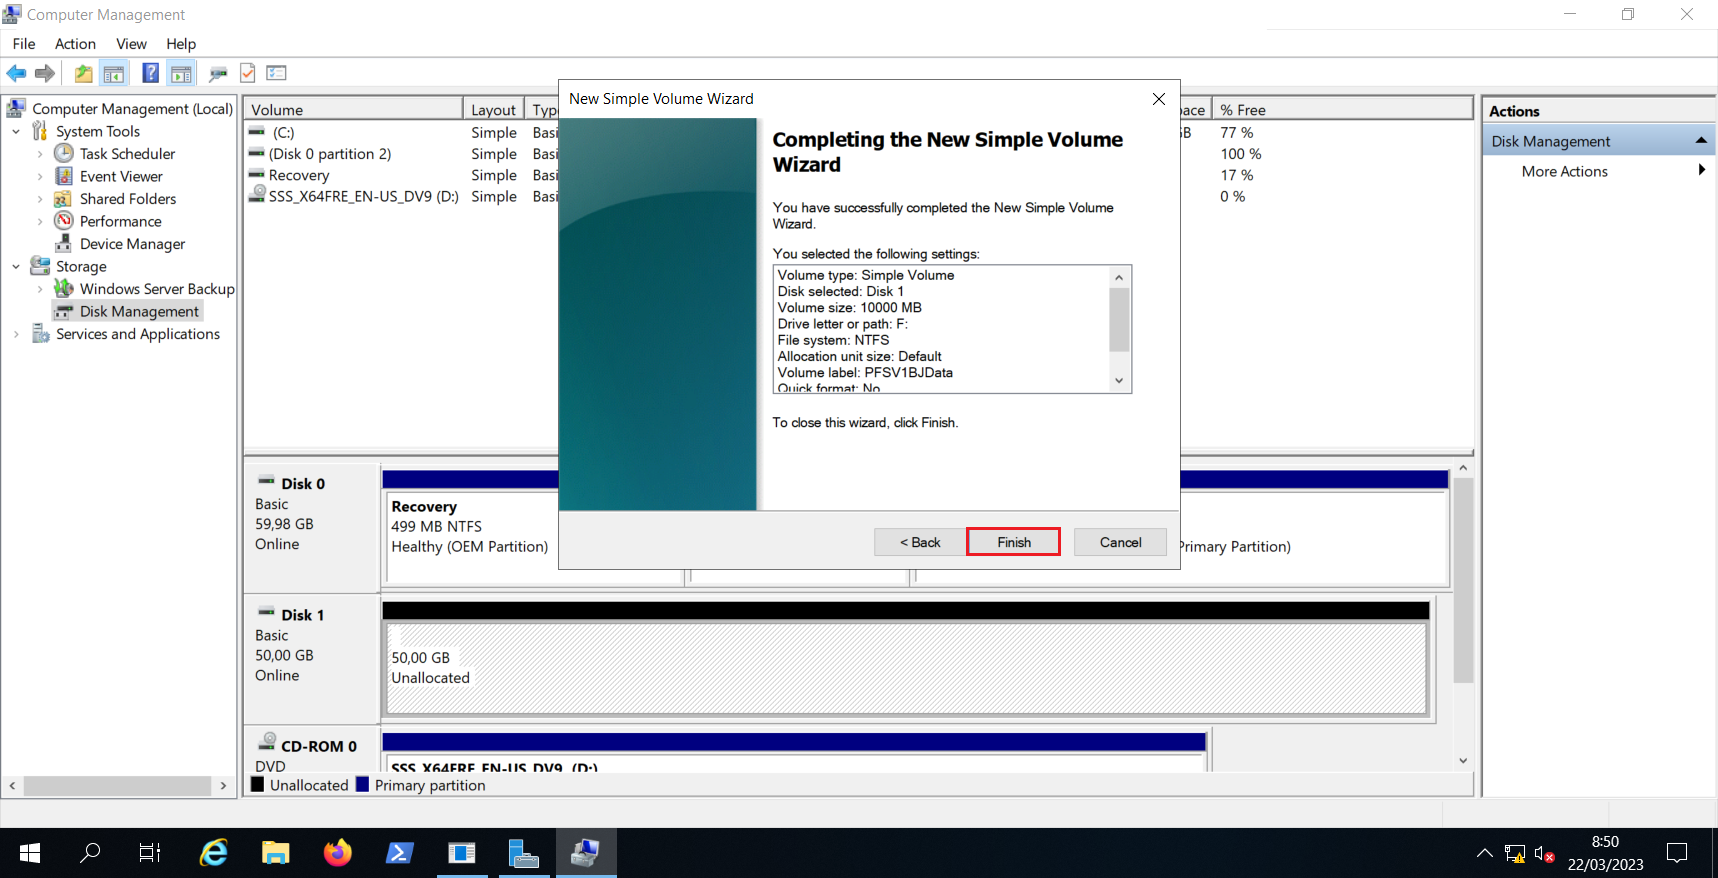 Computer Management
File Action View Help
Computer Management (Local)
System Tools
Task Scheduler
Event Viewer
Shared Folders
Performance
Device Manager
Storage
Windows Server Backup
Disk Management
Services and Applications
Volume Layout % Free
(C:) Simple 77 %
(Disk 0 partition 2) Simple 100 %
Recovery Simple 17 %
SSS_X64FRE_EN-US_DV9 (D:) Simple 0 %
New Simple Volume Wizard
Completing the New Simple Volume
Wizard
You have successfully completed the New Simple Volume
Wizard.
You selected the following settings:
Volume type: Simple Volume
Disk selected: Disk 1
Volume size: 10000 MB
Drive letter or path: F:
File system: NTFS
Allocation unit size: Default
Volume label: PFSV1BJData
Quick format: No
To close this wizard, click Finish.
< Back Finish Cancel
Actions
Disk Management
More Actions
Disk 0
Basic
59,98 GB
Online
Recovery
499 MB NTFS
Healthy (OEM Partition)
Primary Partition)
Disk 1
Basic
50,00 GB
Online
50,00 GB
Unallocated
CD-ROM 0
DVD
SSS_X64FRE_EN-US_DV9 (D:)
Unallocated Primary partition
8:50
22/03/2023